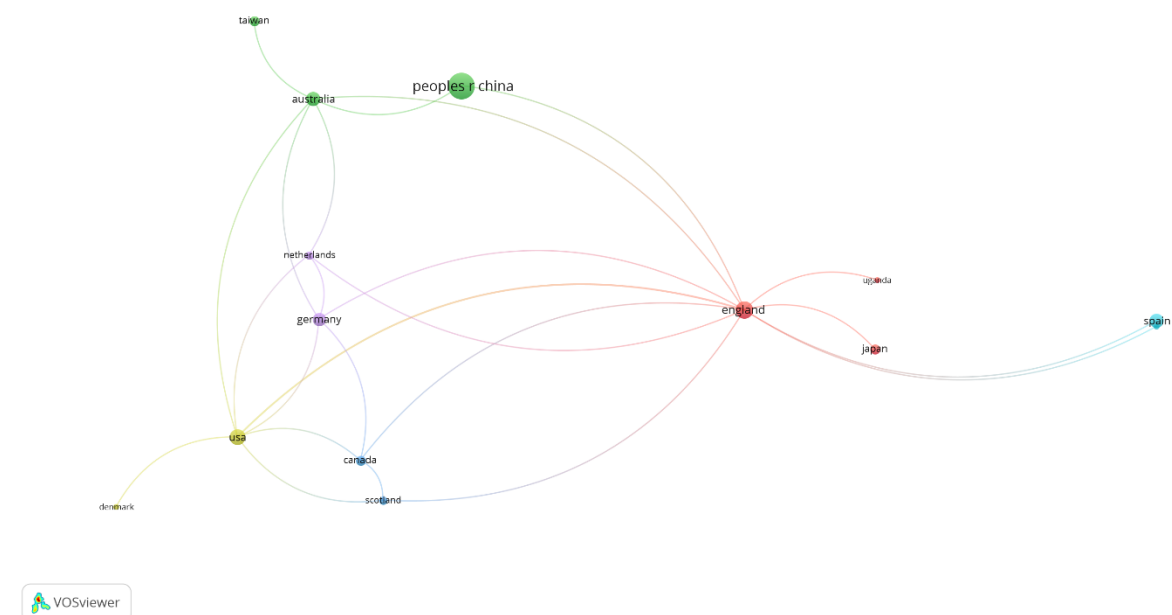 taiwan
peoples r china
australia
netherlands
uganda
england
germany
spain
japan
usa
canada
scotland
denmark
VOSviewer